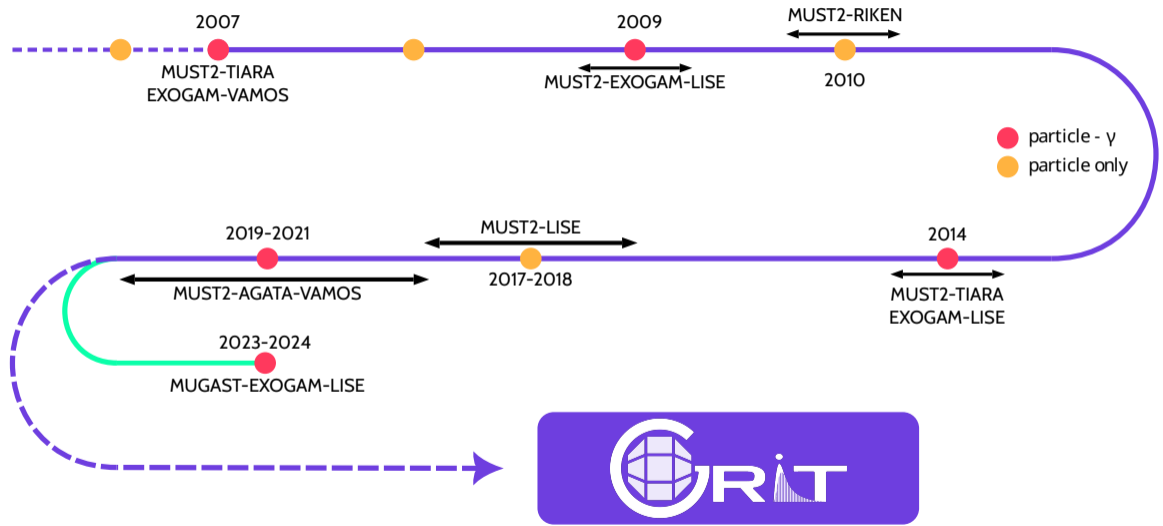 2007
MUST2-TIARA
EXOGAM-VAMOS
2009
MUST2-EXOGAM-LISE
MUST2-RIKEN
2010
particle - γ
particle only
2014
MUST2-TIARA
EXOGAM-LISE
MUST2-LISE
2017-2018
2019-2021
MUST2-AGATA-VAMOS
2023-2024
MUGAST-EXOGAM-LISE
GRiT